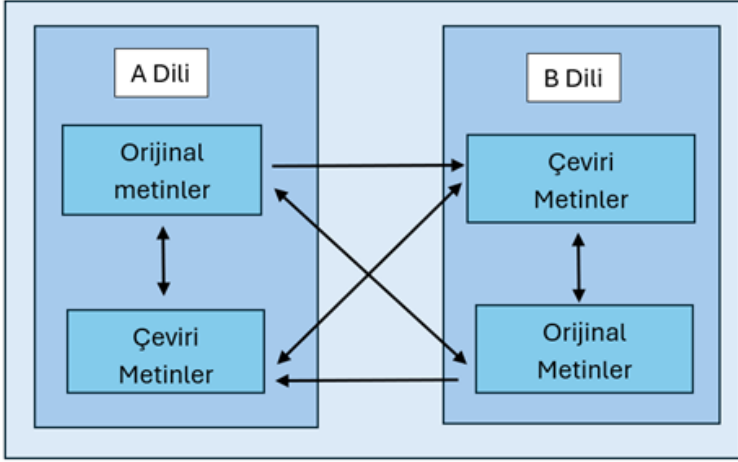 A Dili
Orijinal
metinler
Çeviri
Metinler
B Dili
Çeviri
Metinler
Orijinal
Metinler